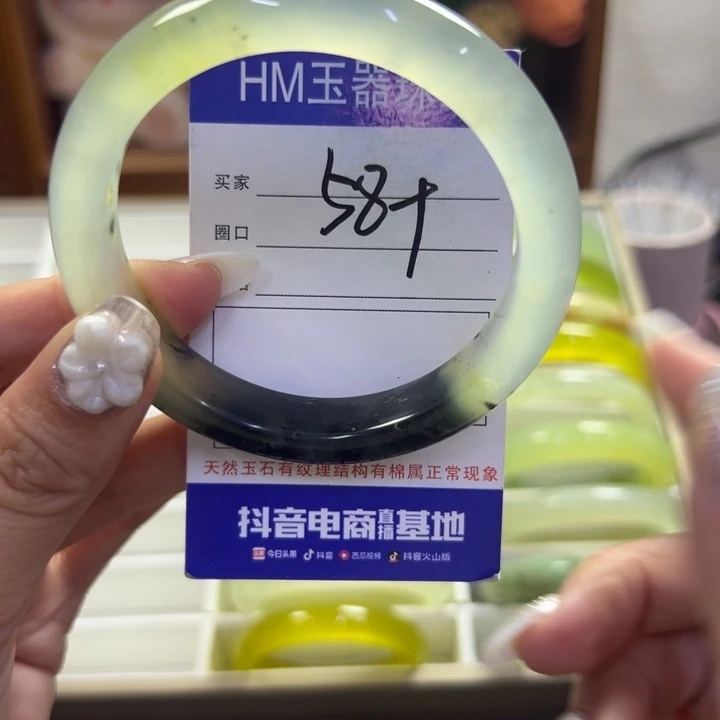 HM玉器珠
买家
58+
圈口
天然玉石有纹理结构有棉属正常现象
抖音电商直播基地
今日头条 抖音 西瓜视频 抖音火山版